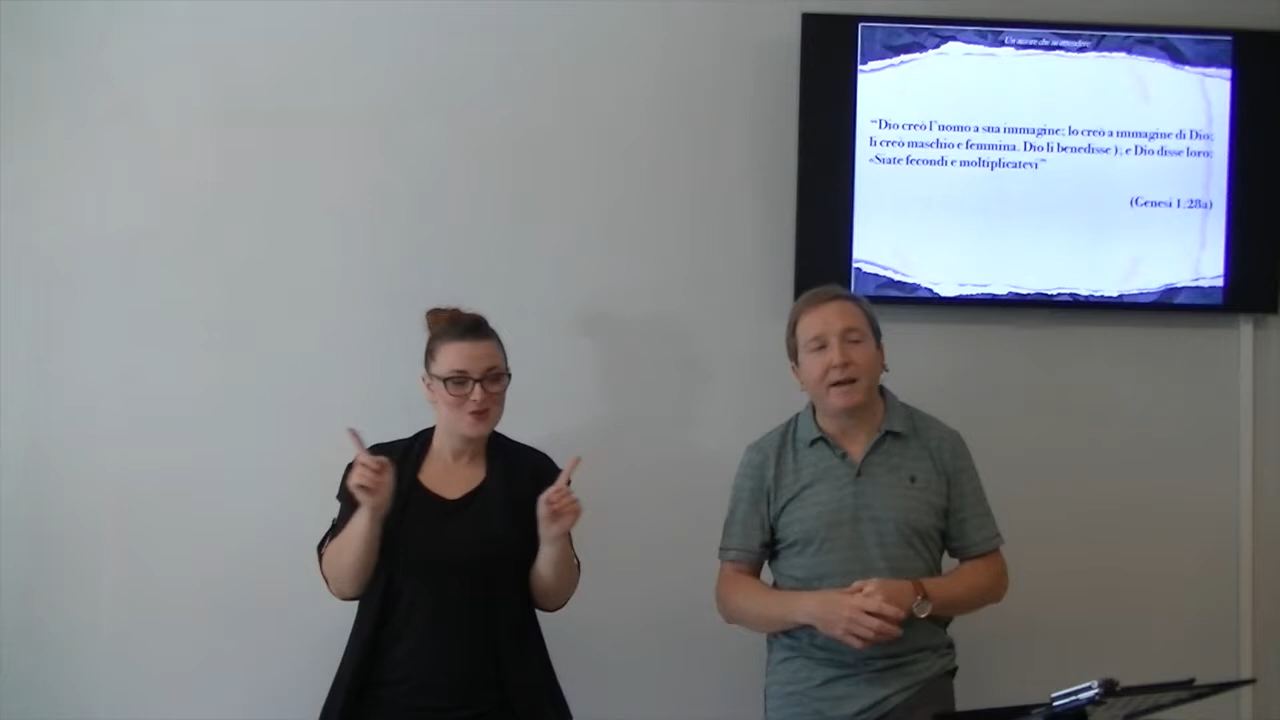 Un
“Dio creò l'uomo a sua immagine; lo creò a immagine di Dio;
li creò maschio e femmina. Dio li benedisse ); e Dio disse loro:
«Siate fecondi e moltiplicatevi”
(Genesi 1:28a)